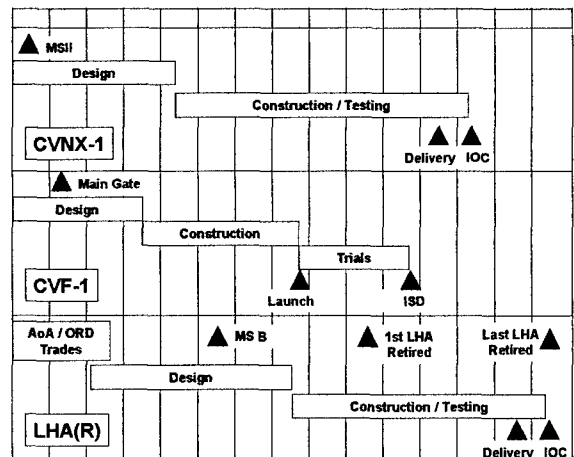 MSII
Design
Construction / Testing
CVNX-1
Delivery IOC
Main Gate
Design
Construction
Trials
CVF-1
Launch
ISD
AoA / ORD
Trades
MS B
1st LHA
Retired
Last LHA
Retired
Design
Construction / Testing
LHA(R)
Delivery IOC